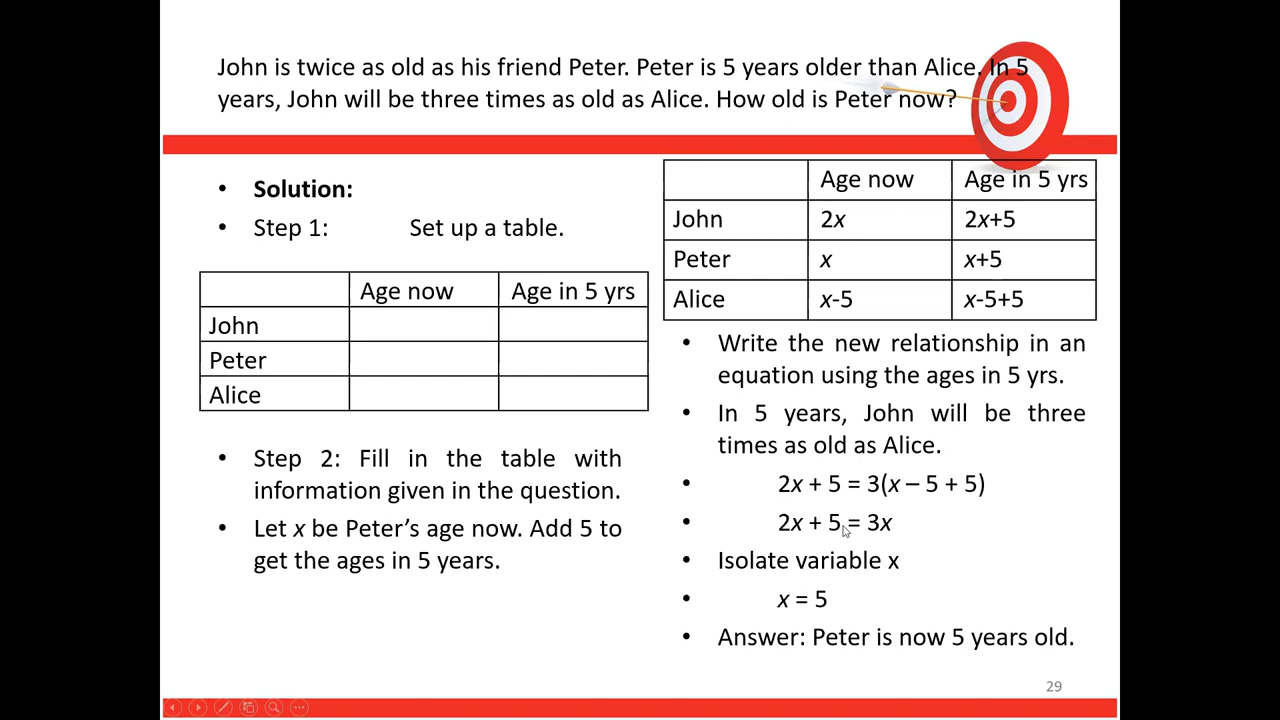 John is twice as old as his friend Peter. Peter is 5 years older than Alice. In 5
years, John will be three times as old as Alice. How old is Peter now?
• Solution:
• Step 1: Set up a table.
Age now Age in 5 yrs
John
Peter
Alice
• Step 2: Fill in the table with
information given in the question.
• Let x be Peter’s age now. Add 5 to
get the ages in 5 years.
Age now Age in 5 yrs
John 2x 2x+5
Peter x x+5
Alice x-5 x-5+5
• Write the new relationship in an
equation using the ages in 5 yrs.
• In 5 years, John will be three
times as old as Alice.
• 2x + 5 = 3(x – 5 + 5)
• 2x + 5 = 3x
• Isolate variable x
• x = 5
• Answer: Peter is now 5 years old.
29